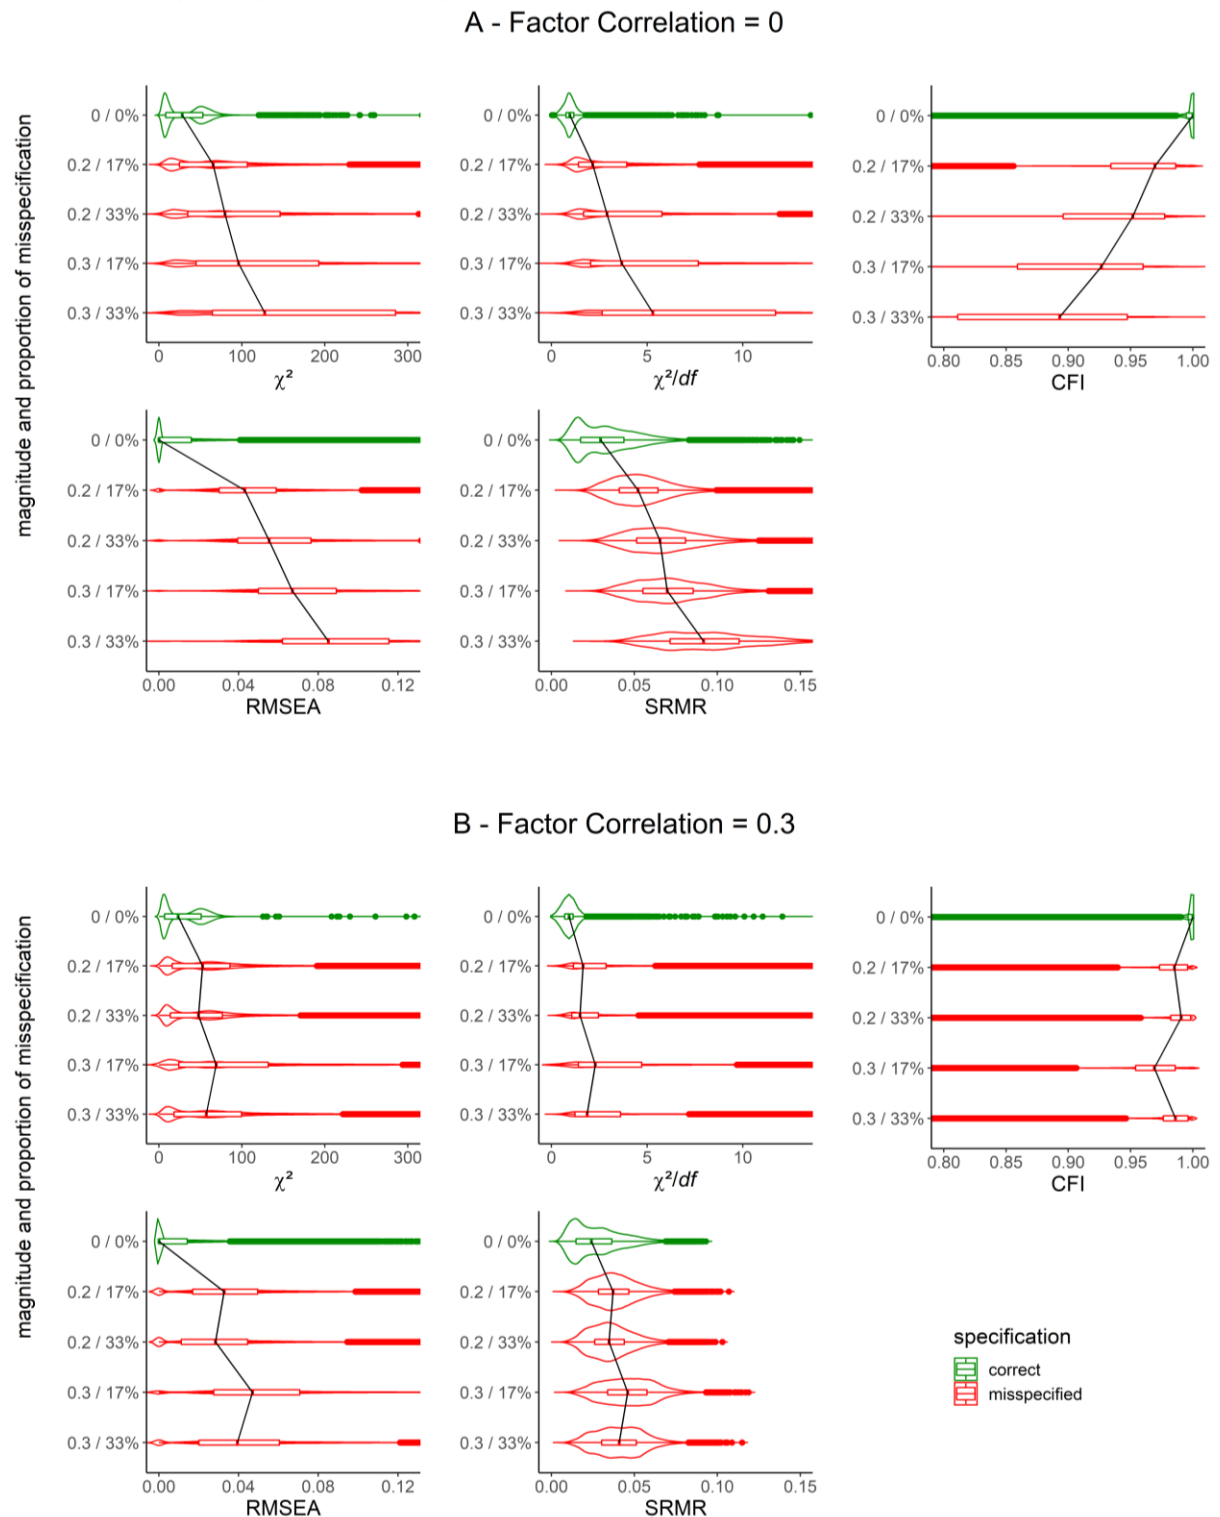 A - Factor Correlation = 0
magnitude and proportion of misspecification
0 / 0%
0.2 / 17%
0.2 / 33%
0.3 / 17%
0.3 / 33%
0 100 200 300
χ²
0 / 0%
0.2 / 17%
0.2 / 33%
0.3 / 17%
0.3 / 33%
0 5 10
χ²/df
0 / 0%
0.2 / 17%
0.2 / 33%
0.3 / 17%
0.3 / 33%
0.80 0.85 0.90 0.95 1.00
CFI
0 / 0%
0.2 / 17%
0.2 / 33%
0.3 / 17%
0.3 / 33%
0.00 0.04 0.08 0.12
RMSEA
0 / 0%
0.2 / 17%
0.2 / 33%
0.3 / 17%
0.3 / 33%
0.00 0.05 0.10 0.15
SRMR
B - Factor Correlation = 0.3
magnitude and proportion of misspecification
0 / 0%
0.2 / 17%
0.2 / 33%
0.3 / 17%
0.3 / 33%
0 100 200 300
χ²
0 / 0%
0.2 / 17%
0.2 / 33%
0.3 / 17%
0.3 / 33%
0 5 10
χ²/df
0 / 0%
0.2 / 17%
0.2 / 33%
0.3 / 17%
0.3 / 33%
0.80 0.85 0.90 0.95 1.00
CFI
0 / 0%
0.2 / 17%
0.2 / 33%
0.3 / 17%
0.3 / 33%
0.00 0.04 0.08 0.12
RMSEA
0 / 0%
0.2 / 17%
0.2 / 33%
0.3 / 17%
0.3 / 33%
0.00 0.05 0.10 0.15
SRMR
specification
correct
misspecified